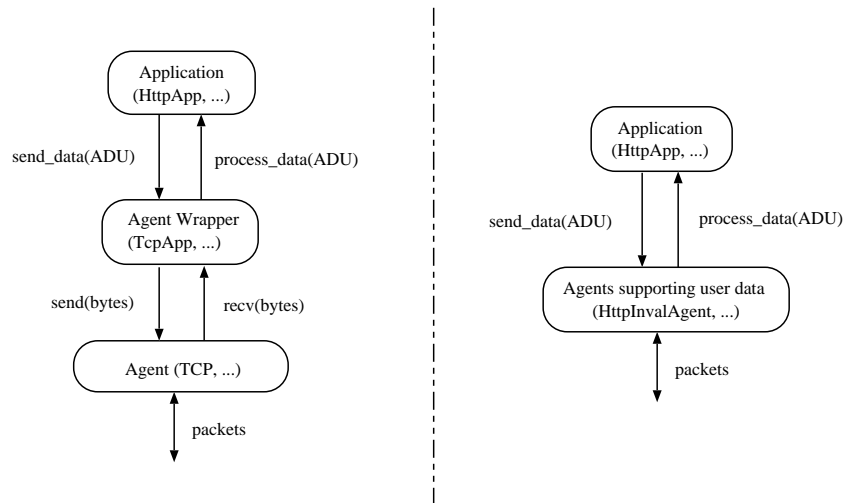 Application
(HttpApp, ...)
send_data(ADU)
process_data(ADU)
Agent Wrapper
(TcpApp, ...)
send(bytes)
recv(bytes)
Agent (TCP, ...)
packets
Application
(HttpApp, ...)
send_data(ADU)
process_data(ADU)
Agents supporting user data
(HttpInvalAgent, ...)
packets